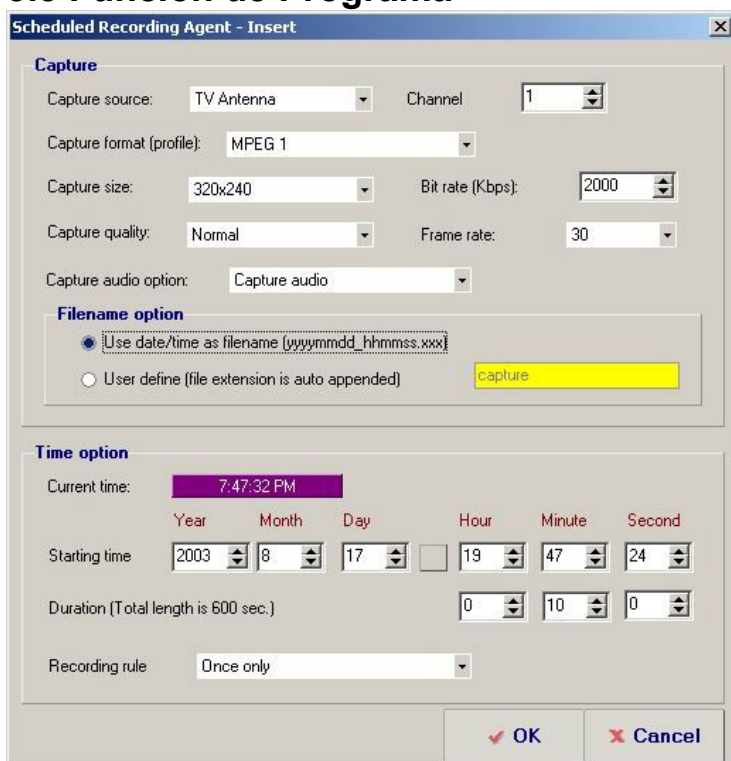 Scheduled Recording Agent - Insert
Capture
Capture source: TV Antenna Channel 1
Capture format (profile): MPEG 1
Capture size: 320x240 Bit rate (Kbps): 2000
Capture quality: Normal Frame rate: 30
Capture audio option: Capture audio
Filename option
Use date/time as filename (yyyymmdd_hhmmss.xxx)
User define (file extension is auto appended) capture
Time option
Current time: 7:47:32 PM
Year Month Day Hour Minute Second
Starting time 2003 8 17 19 47 24
Duration (Total length is 600 sec.) 0 10 0
Recording rule Once only
OK Cancel